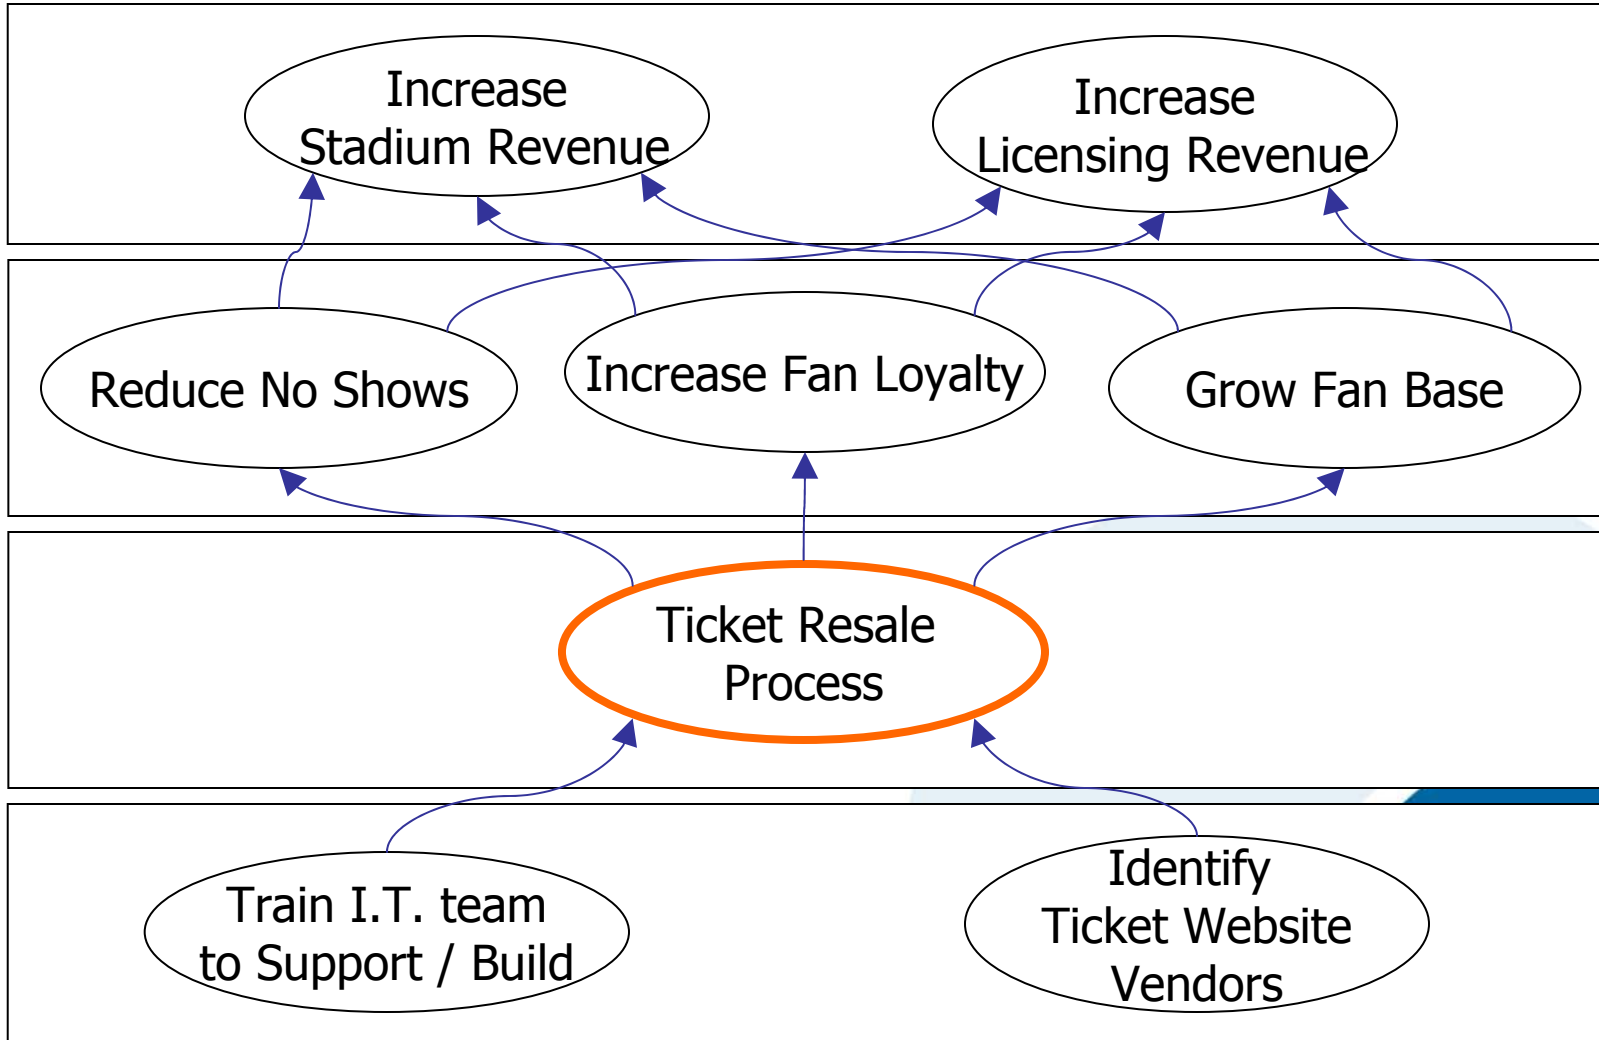 Increase
Stadium Revenue
Increase
Licensing Revenue
Reduce No Shows
Increase Fan Loyalty
Grow Fan Base
Ticket Resale
Process
Train I.T. team
to Support / Build
Identify
Ticket Website
Vendors